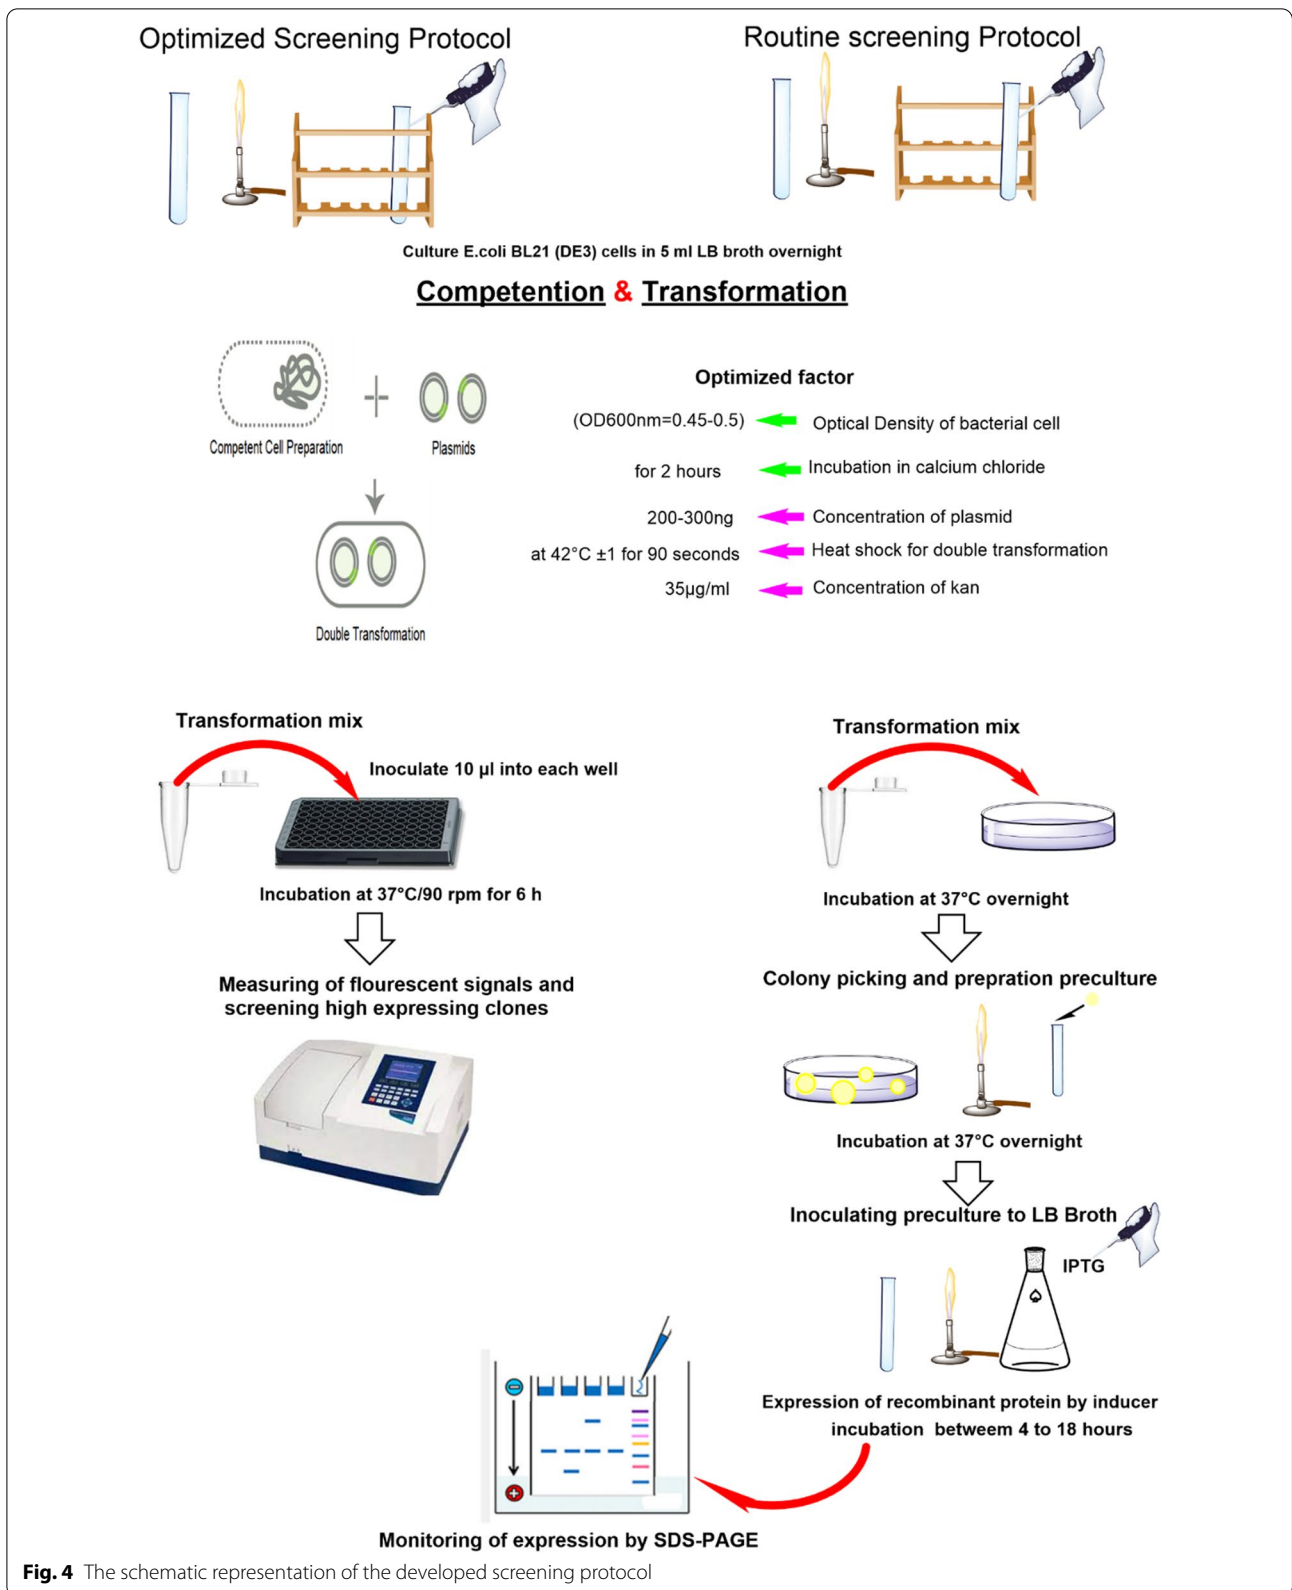 Optimized Screening Protocol
Routine screening Protocol
Culture E.coli BL21 (DE3) cells in 5 ml LB broth overnight
Competention & Transformation
Competent Cell Preparation
Plasmids
Double Transformation
Optimized factor
(OD600nm=0.45-0.5) Optical Density of bacterial cell
for 2 hours Incubation in calcium chloride
200-300ng Concentration of plasmid
at 42°C ±1 for 90 seconds Heat shock for double transformation
35µg/ml Concentration of kan
Transformation mix
Inoculate 10 µl into each well
Incubation at 37°C/90 rpm for 6 h
Measuring of flourescent signals and
screening high expressing clones
Transformation mix
Incubation at 37°C overnight
Colony picking and prepration preculture
Incubation at 37°C overnight
Inoculating preculture to LB Broth
IPTG
Expression of recombinant protein by inducer
incubation betweem 4 to 18 hours
Monitoring of expression by SDS-PAGE
Fig. 4 The schematic representation of the developed screening protocol